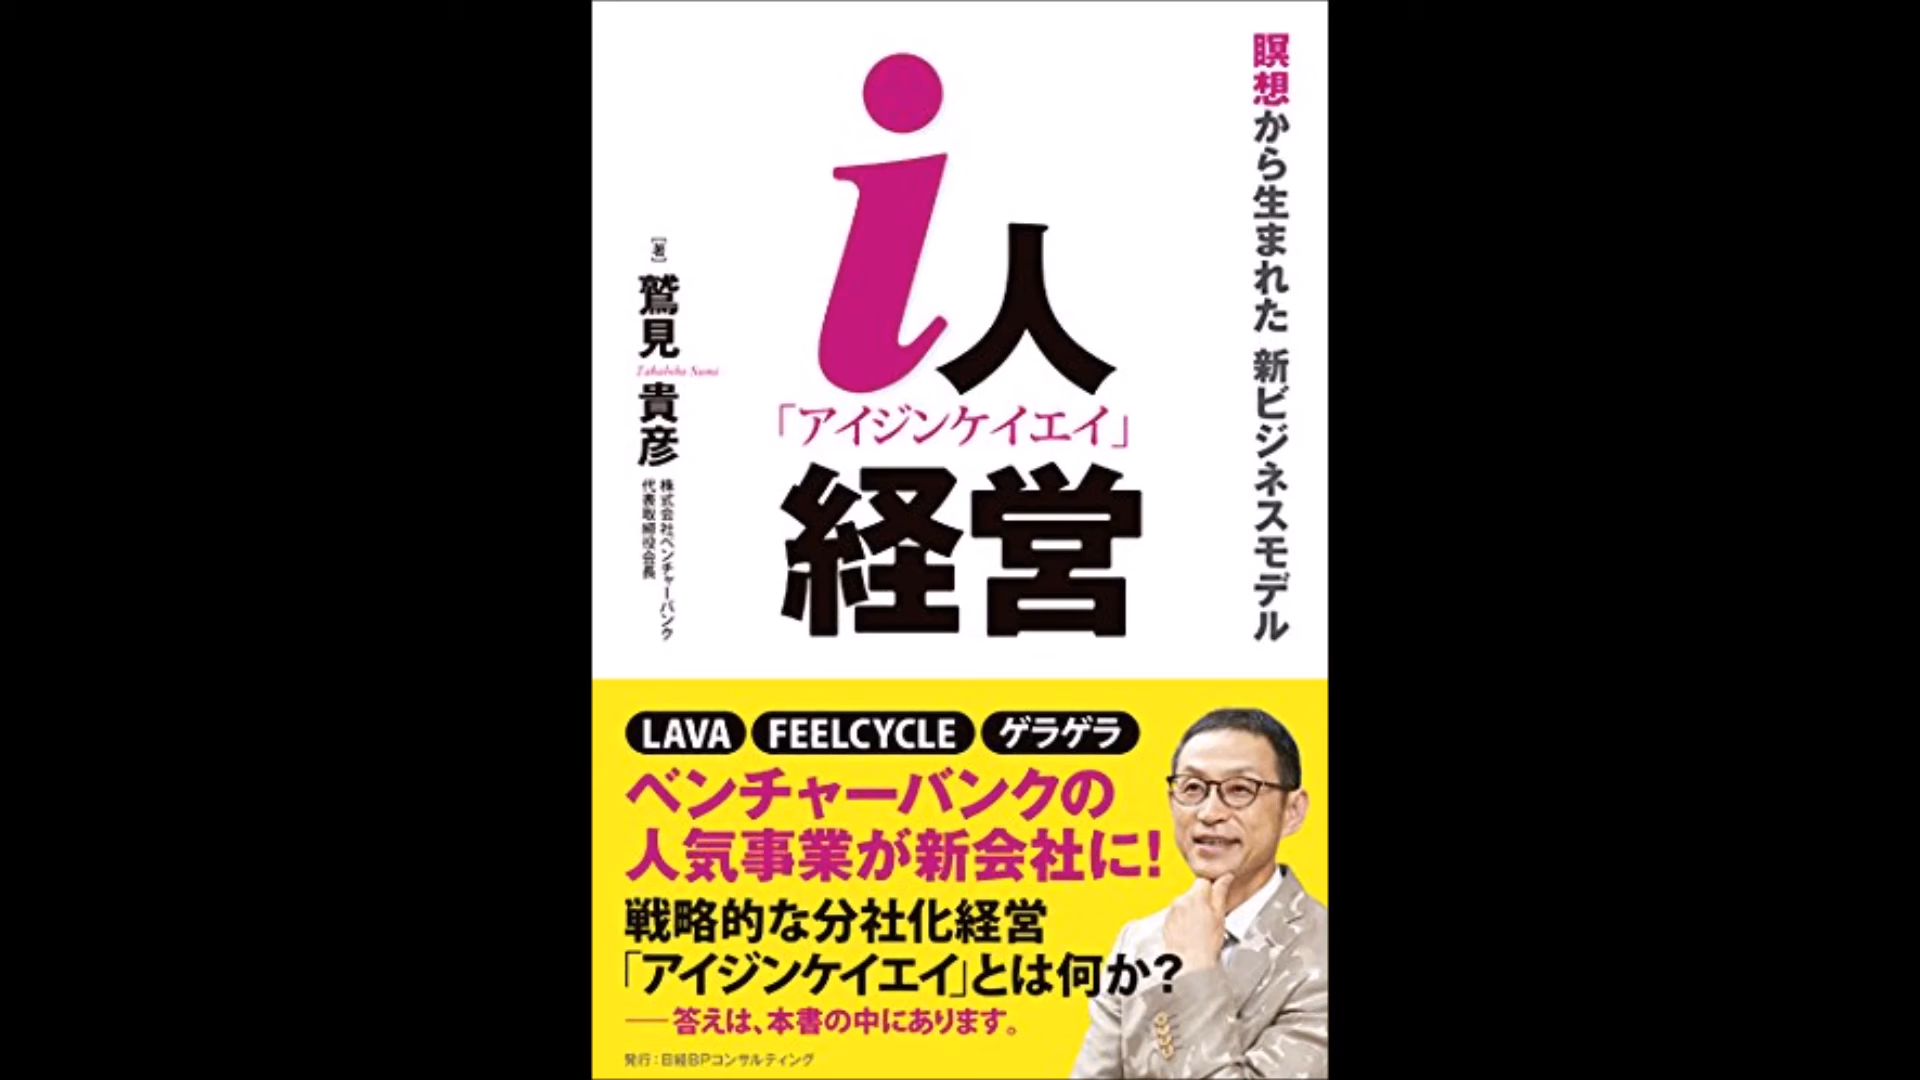 瞑想から生まれた 新ビジネスモデル
i人
「アイジンケイエイ」
経営
［著］
鷲見 貴彦
Takahiko Sumi
株式会社ベンチャーバンク
代表取締役会長
LAVA FEELCYCLE ゲラゲラ
ベンチャーバンクの
人気事業が新会社に!
戦略的な分社化経営
「アイジンケイエイ」とは何か?
──答えは、本書の中にあります。
発行：日経BPコンサルティング